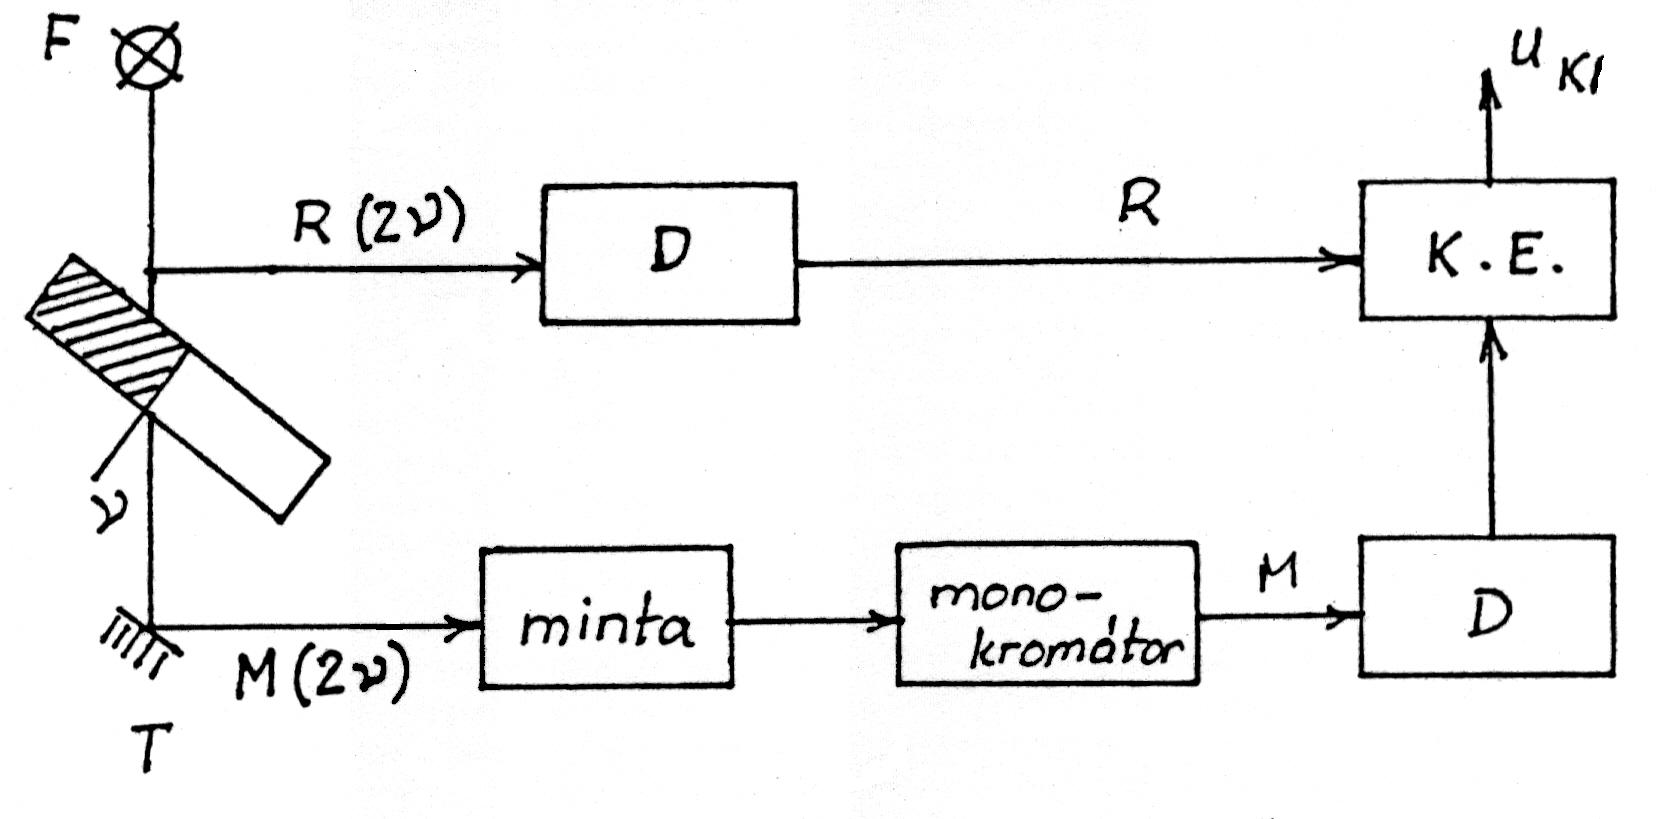 F
u KI
R (2ν)
D
R
K.E.
ν
minta
mono-
kromátor
M
D
M (2ν)
T